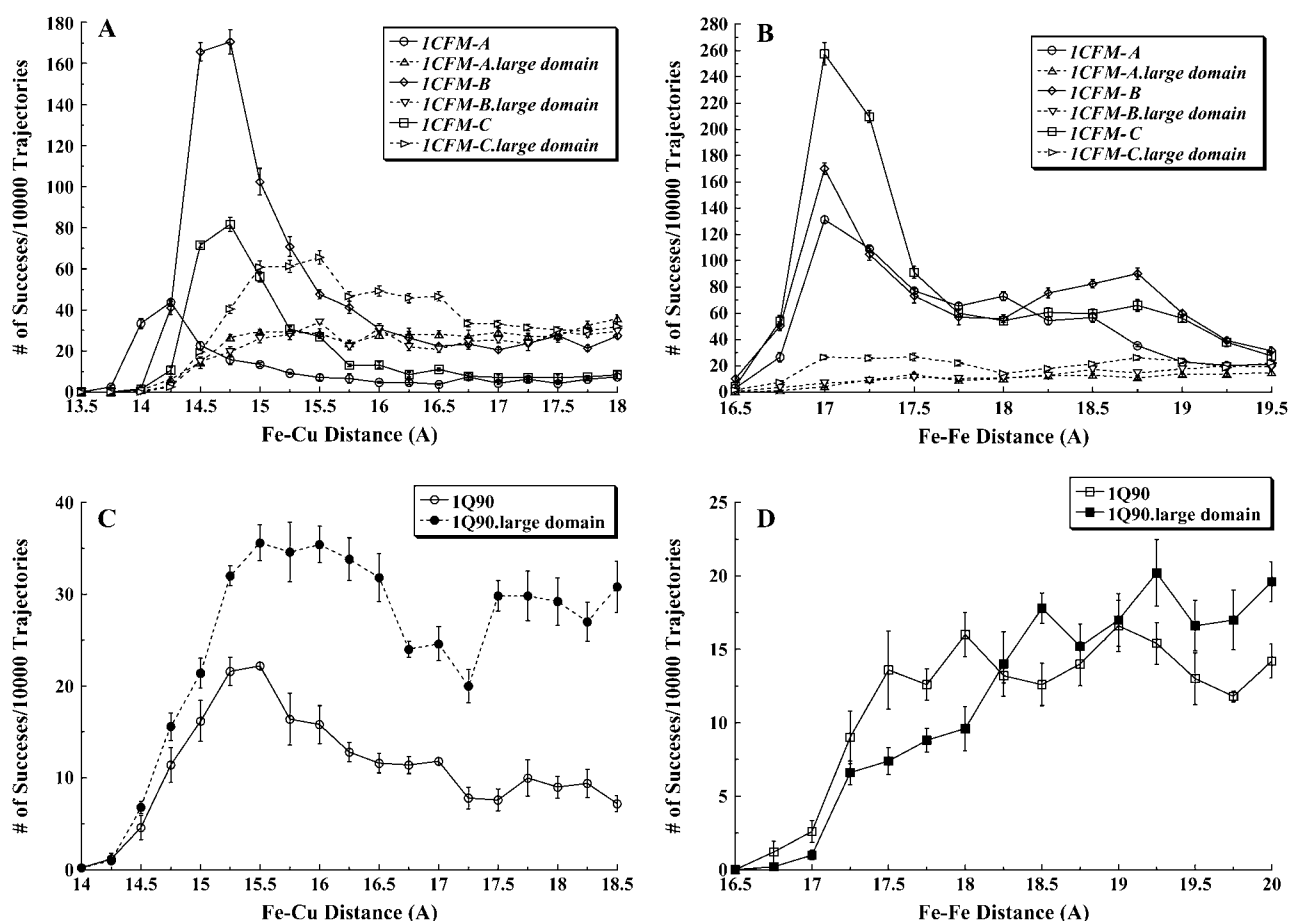 A
# of Succeses/10000 Trajectories
180
160
140
120
100
80
60
40
20
0
13.5 14 14.5 15 15.5 16 16.5 17 17.5 18
Fe-Cu Distance (A)
1CFM-A
1CFM-A.large domain
1CFM-B
1CFM-B.large domain
1CFM-C
1CFM-C.large domain
B
# of Succeses/10000 Trajectories
280
260
240
220
200
180
160
140
120
100
80
60
40
20
0
16.5 17 17.5 18 18.5 19 19.5
Fe-Fe Distance (A)
1CFM-A
1CFM-A.large domain
1CFM-B
1CFM-B.large domain
1CFM-C
1CFM-C.large domain
C
# of Succeses/10000 Trajectories
40
30
20
10
0
14 14.5 15 15.5 16 16.5 17 17.5 18 18.5
Fe-Cu Distance (A)
1Q90
1Q90.large domain
D
# of Succeses/10000 Trajectories
25
20
15
10
5
0
16.5 17 17.5 18 18.5 19 19.5 20
Fe-Fe Distance (A)
1Q90
1Q90.large domain